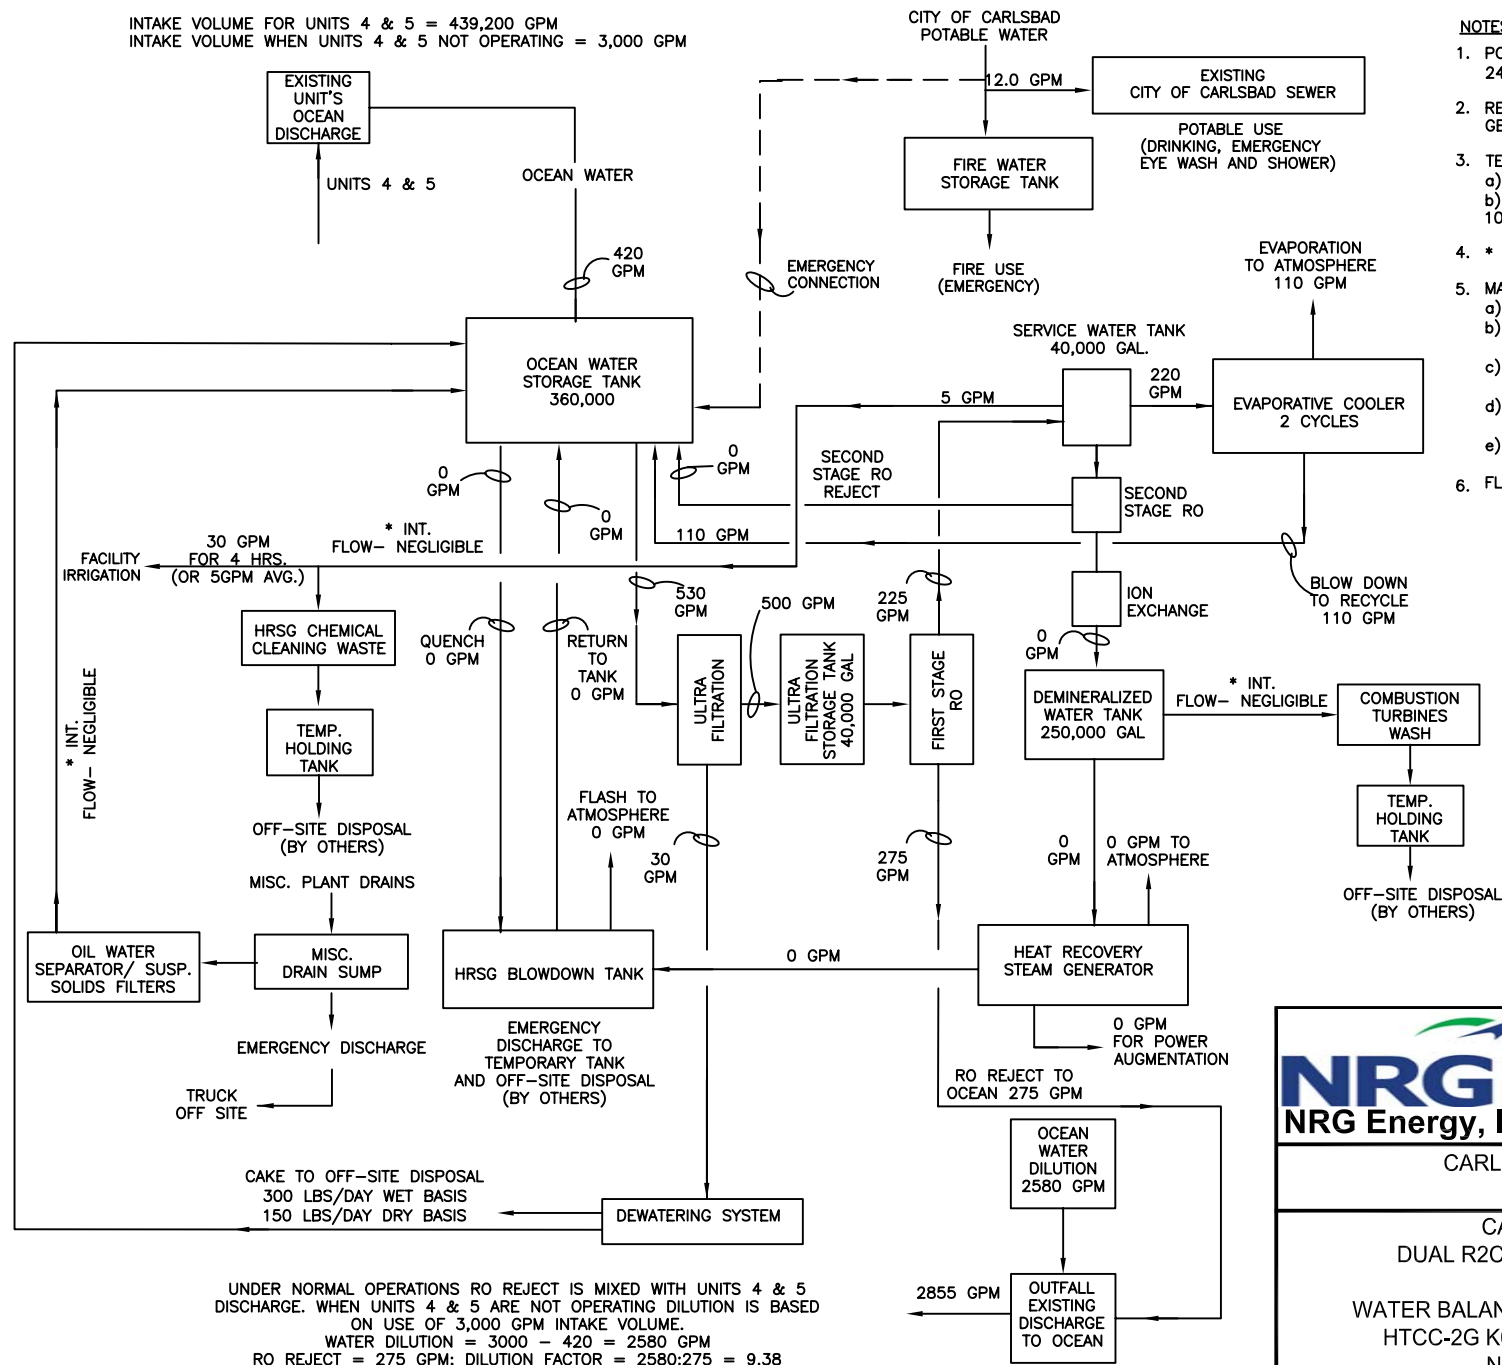 INTAKE VOLUME FOR UNITS 4 & 5 = 439,200 GPM
INTAKE VOLUME WHEN UNITS 4 & 5 NOT OPERATING = 3,000 GPM
EXISTING
UNIT'S
OCEAN
DISCHARGE
UNITS 4 & 5
OCEAN WATER
420
GPM
CITY OF CARLSBAD
POTABLE WATER
12.0 GPM
EXISTING
CITY OF CARLSBAD SEWER
POTABLE USE
(DRINKING, EMERGENCY
EYE WASH AND SHOWER)
FIRE WATER
STORAGE TANK
FIRE USE
(EMERGENCY)
EMERGENCY
CONNECTION
NOTES
1. PO
24
2. RE
GE
3. TE
a)
b)
10
4. *
5. MA
a)
b)
c)
d)
e)
6. FL
EVAPORATION
TO ATMOSPHERE
110 GPM
SERVICE WATER TANK
40,000 GAL.
220
GPM
EVAPORATIVE COOLER
2 CYCLES
OCEAN WATER
STORAGE TANK
360,000
5 GPM
0
GPM
0
GPM
0
GPM
SECOND
STAGE RO
REJECT
SECOND
STAGE RO
110 GPM
* INT.
FLOW- NEGLIGIBLE
30 GPM
FOR 4 HRS.
(OR 5GPM AVG.)
FACILITY
IRRIGATION
530
GPM
500 GPM
225
GPM
ION
EXCHANGE
0
GPM
BLOW DOWN
TO RECYCLE
110 GPM
HRSG CHEMICAL
CLEANING WASTE
QUENCH
0 GPM
RETURN
TO
TANK
0 GPM
ULTRA
FILTRATION
ULTRA
FILTRATION
STORAGE TANK
40,000 GAL
FIRST STAGE
RO
DEMINERALIZED
WATER TANK
250,000 GAL
* INT.
FLOW- NEGLIGIBLE
COMBUSTION
TURBINES
WASH
* INT.
FLOW- NEGLIGIBLE
TEMP.
HOLDING
TANK
OFF-SITE DISPOSAL
(BY OTHERS)
FLASH TO
ATMOSPHERE
0 GPM
30
GPM
275
GPM
0
GPM
0 GPM TO
ATMOSPHERE
TEMP.
HOLDING
TANK
OFF-SITE DISPOSAL
(BY OTHERS)
MISC. PLANT DRAINS
OIL WATER
SEPARATOR/ SUSP.
SOLIDS FILTERS
MISC.
DRAIN SUMP
HRSG BLOWDOWN TANK
0 GPM
HEAT RECOVERY
STEAM GENERATOR
EMERGENCY DISCHARGE
TRUCK
OFF SITE
EMERGENCY
DISCHARGE TO
TEMPORARY TANK
AND OFF-SITE DISPOSAL
(BY OTHERS)
0 GPM
FOR POWER
AUGMENTATION
RO REJECT TO
OCEAN 275 GPM
OCEAN
WATER
DILUTION
2580 GPM
CAKE TO OFF-SITE DISPOSAL
300 LBS/DAY WET BASIS
150 LBS/DAY DRY BASIS
DEWATERING SYSTEM
2855 GPM
OUTFALL
EXISTING
DISCHARGE
TO OCEAN
UNDER NORMAL OPERATIONS RO REJECT IS MIXED WITH UNITS 4 & 5
DISCHARGE. WHEN UNITS 4 & 5 ARE NOT OPERATING DILUTION IS BASED
ON USE OF 3,000 GPM INTAKE VOLUME.
WATER DILUTION = 3000 - 420 = 2580 GPM
RO REJECT = 275 GPM: DILUTION FACTOR = 2580:275 = 9.38
NRG
NRG Energy,
CARL
CA
DUAL R2C
WATER BALAN
HTCC-2G K